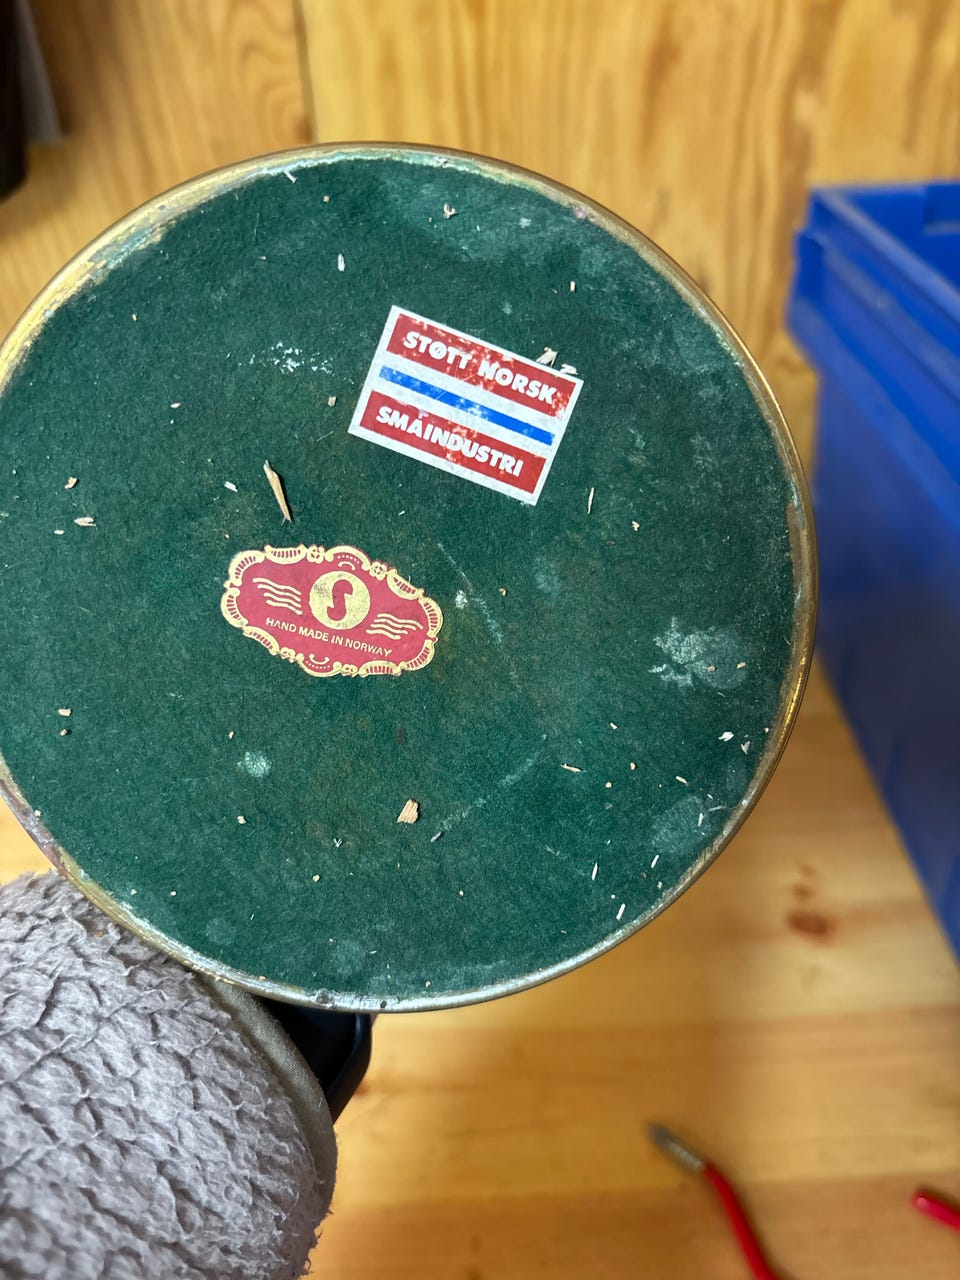 STØTT NORSK
SMÅINDUSTRI
S
HAND MADE IN NORWAY